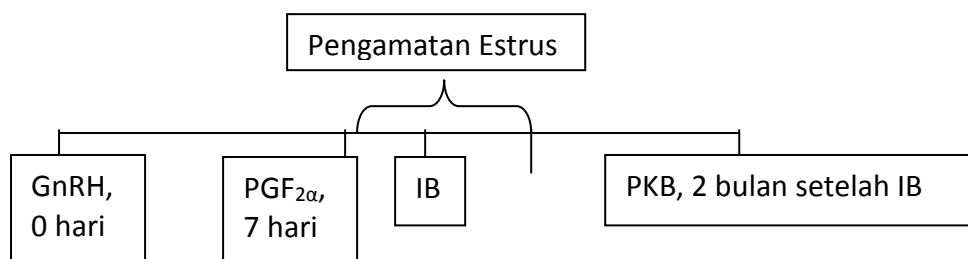 Pengamatan Estrus
GnRH,
0 hari
PGF₂α,
7 hari
IB
PKB, 2 bulan setelah IB